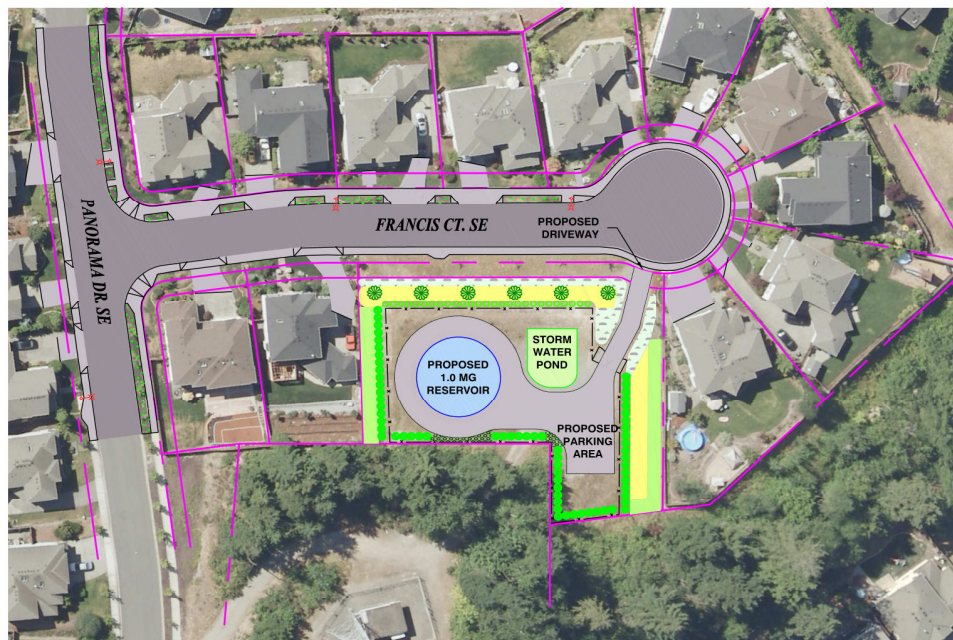 PANORAMA DR. SE
FRANCIS CT. SE
PROPOSED
DRIVEWAY
PROPOSED
1.0 MG
RESERVOIR
STORM
WATER
POND
PROPOSED
PARKING
AREA